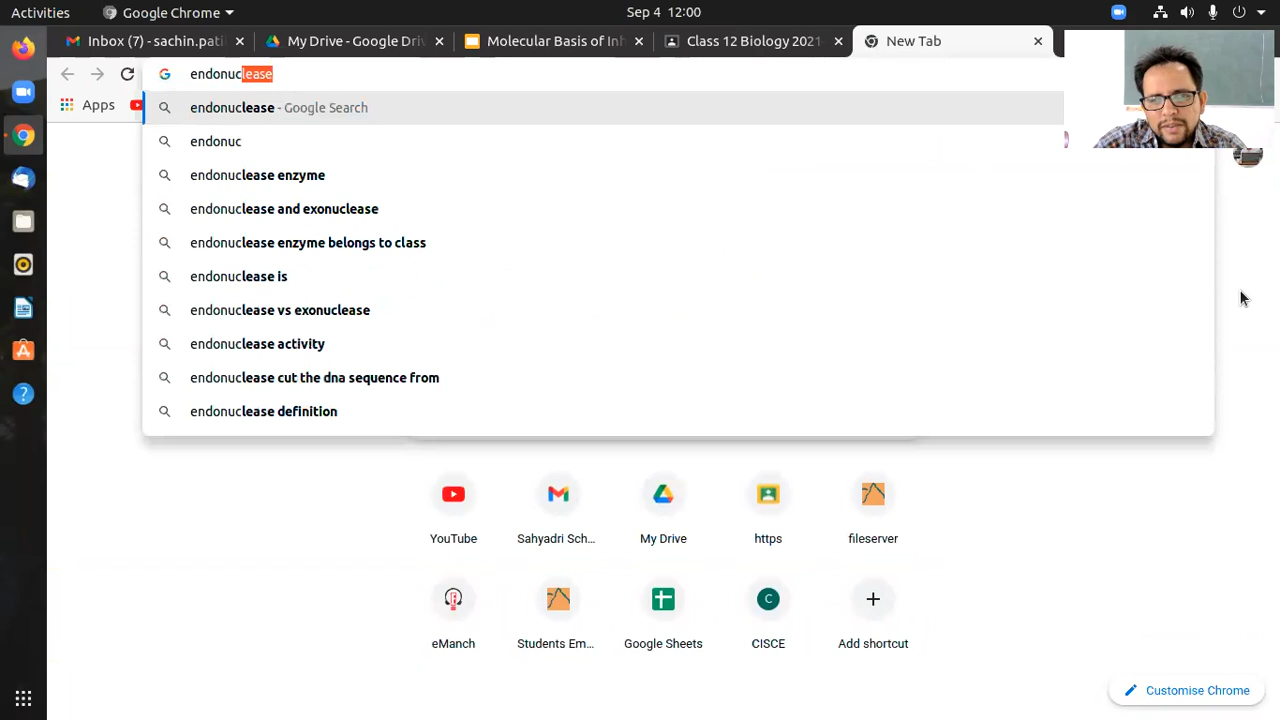 Activities Google Chrome Sep 4 12:00
Inbox (7) - sachin.pati My Drive - Google Driv Molecular Basis of Inh Class 12 Biology 2021- New Tab
endonuclease
Apps
endonuclease - Google Search
endonuc
endonuclease enzyme
endonuclease and exonuclease
endonuclease enzyme belongs to class
endonuclease is
endonuclease vs exonuclease
endonuclease activity
endonuclease cut the dna sequence from
endonuclease definition
YouTube Sahyadri Sch... My Drive https fileserver
eManch Students Em... Google Sheets CISCE Add shortcut
Customise Chrome